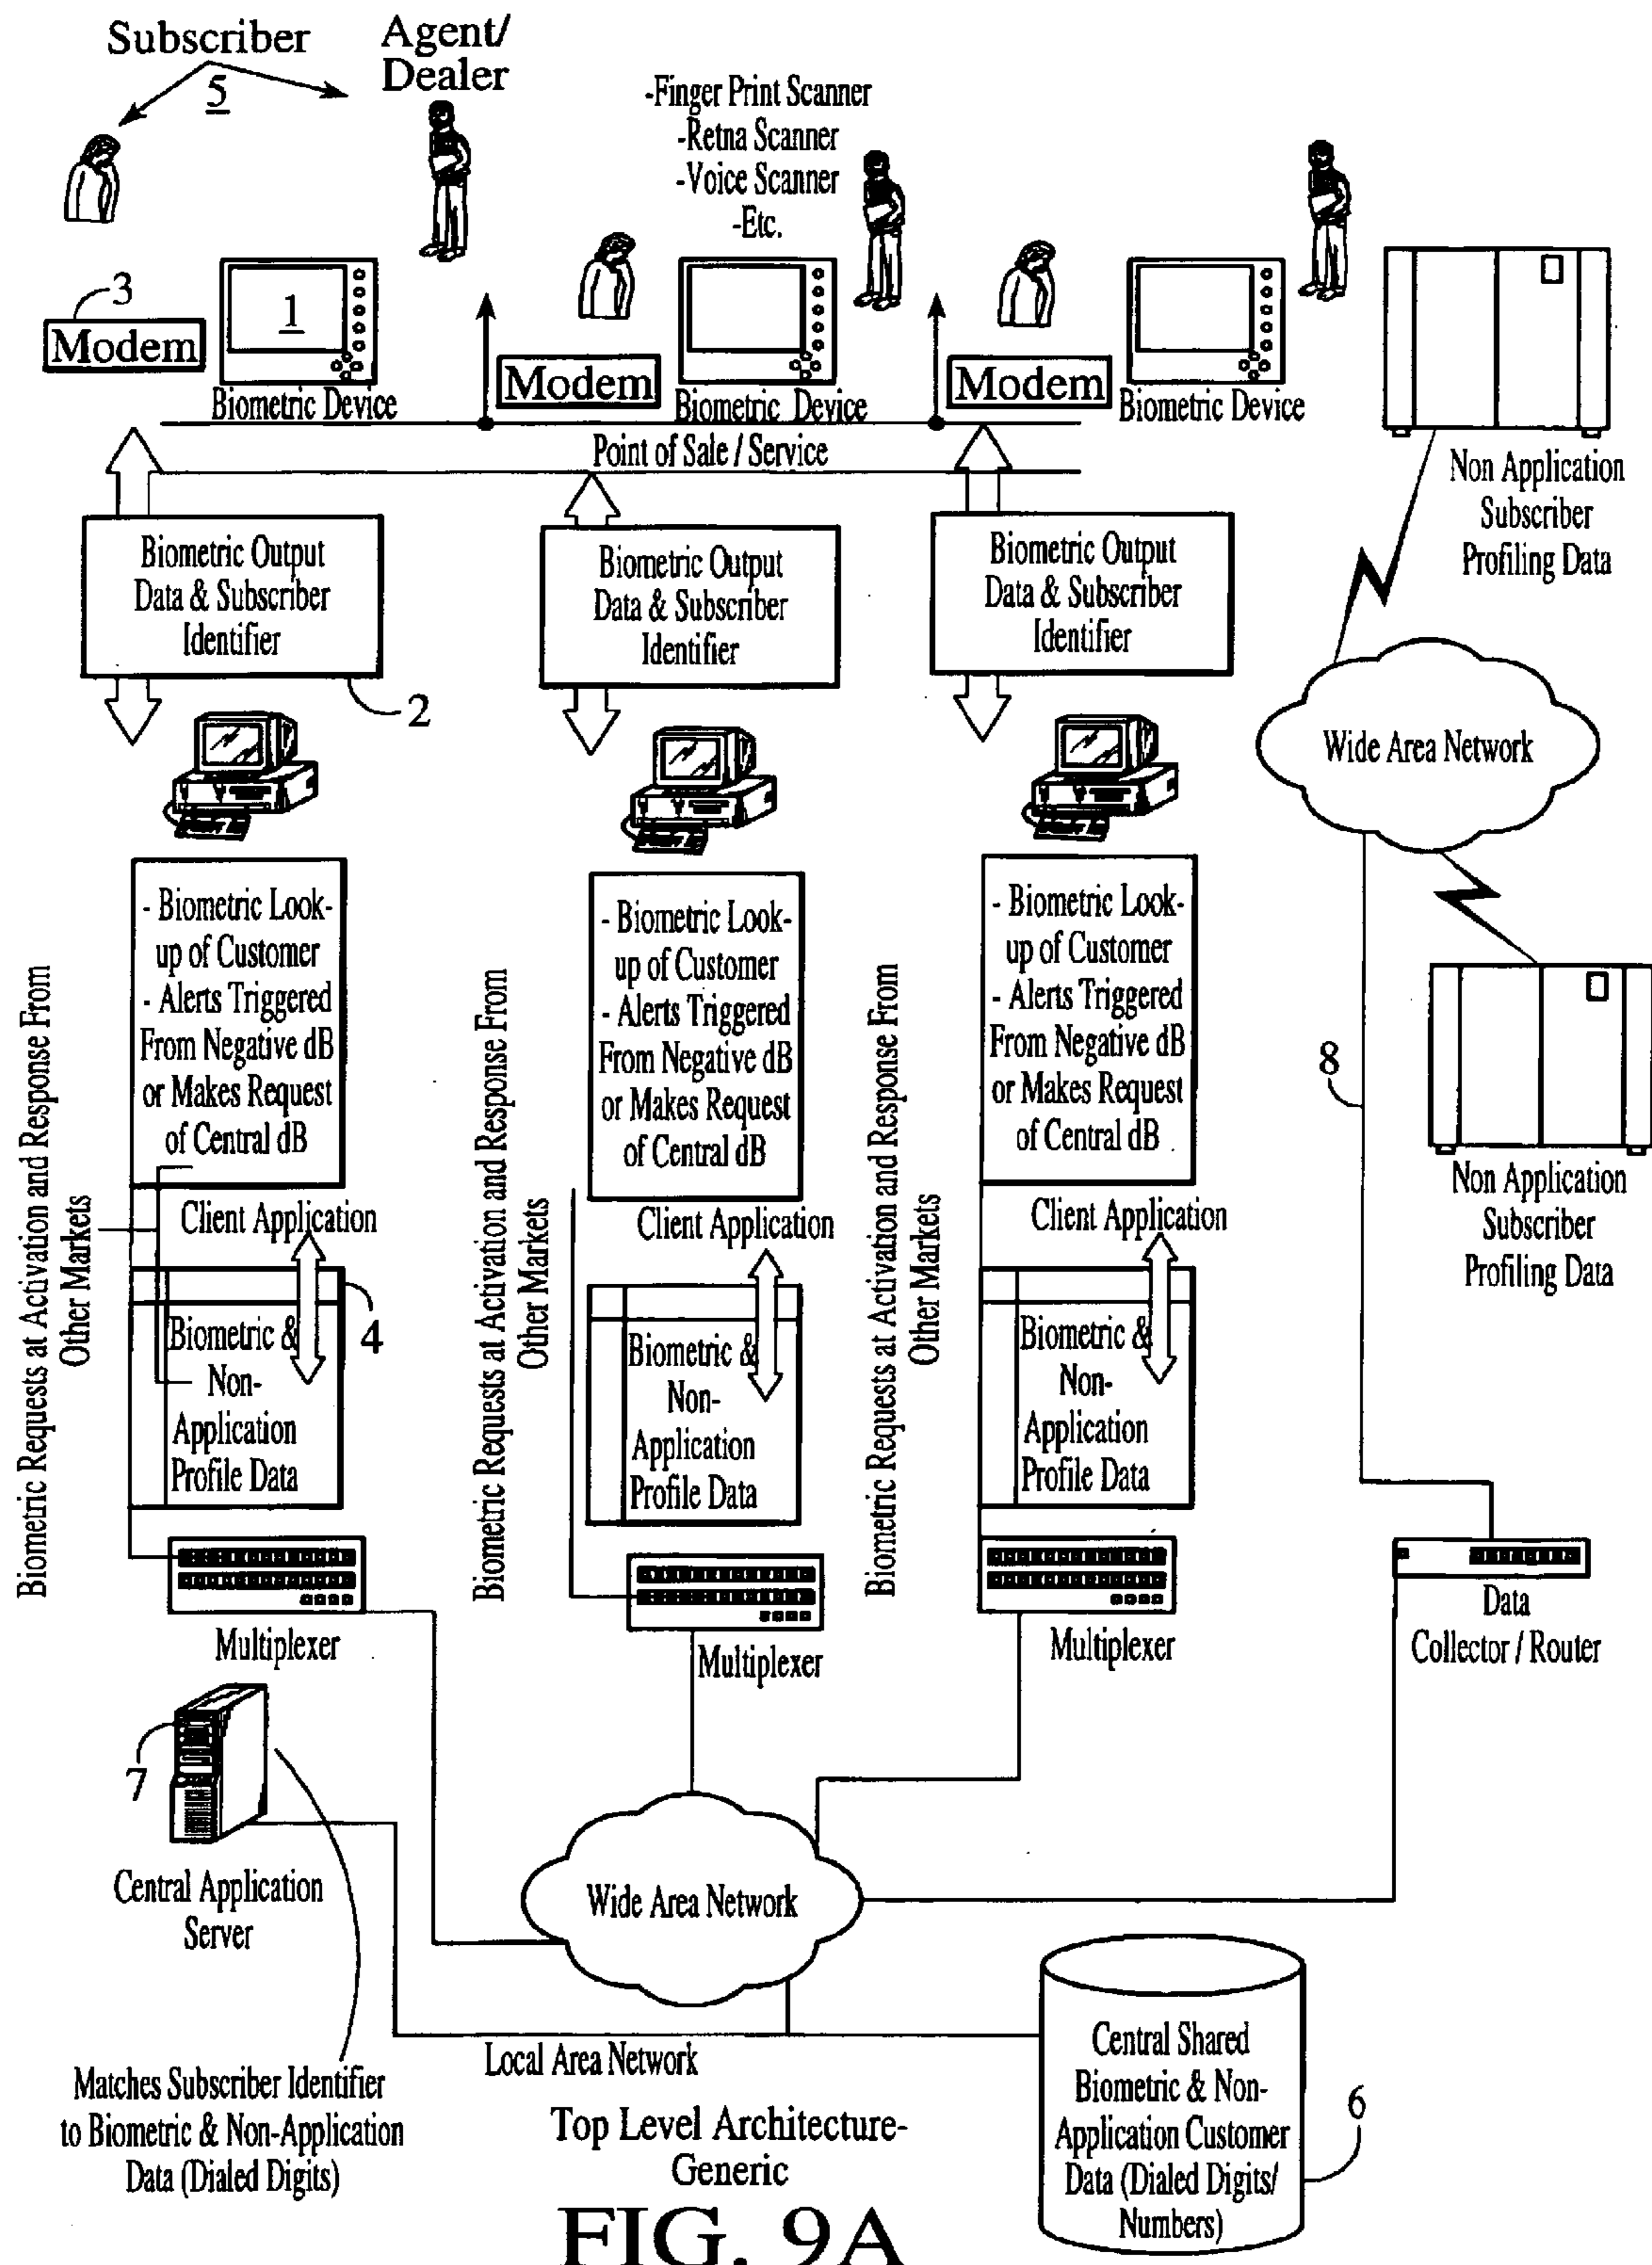 Subscriber
5
Agent/
Dealer
-Finger Print Scanner
-Retna Scanner
-Voice Scanner
-Etc.
3
Modem
1
Biometric Device
Modem
Biometric Device
Modem
Biometric Device
Point of Sale / Service
Non Application
Subscriber
Profiling Data
Biometric Output
Data & Subscriber
Identifier
2
Biometric Output
Data & Subscriber
Identifier
Biometric Output
Data & Subscriber
Identifier
Wide Area Network
Biometric Requests at Activation and Response From
Other Markets
- Biometric Look-
up of Customer
- Alerts Triggered
From Negative dB
or Makes Request
of Central dB
Client Application
Biometric &
Non-
Application
Profile Data
4
Multiplexer
Biometric Requests at Activation and Response From
Other Markets
- Biometric Look-
up of Customer
- Alerts Triggered
From Negative dB
or Makes Request
of Central dB
Client Application
Biometric &
Non-
Application
Profile Data
Multiplexer
Biometric Requests at Activation and Response From
Other Markets
- Biometric Look-
up of Customer
- Alerts Triggered
From Negative dB
or Makes Request
of Central dB
Client Application
Biometric &
Non-
Application
Profile Data
Multiplexer
8
Non Application
Subscriber
Profiling Data
Data
Collector / Router
7
Central Application
Server
Wide Area Network
Local Area Network
Matches Subscriber Identifier
to Biometric & Non-Application
Data (Dialed Digits)
Central Shared
Biometric & Non-
Application Customer
Data (Dialed Digits/
Numbers)
6
Top Level Architecture-
Generic
FIG. 9A